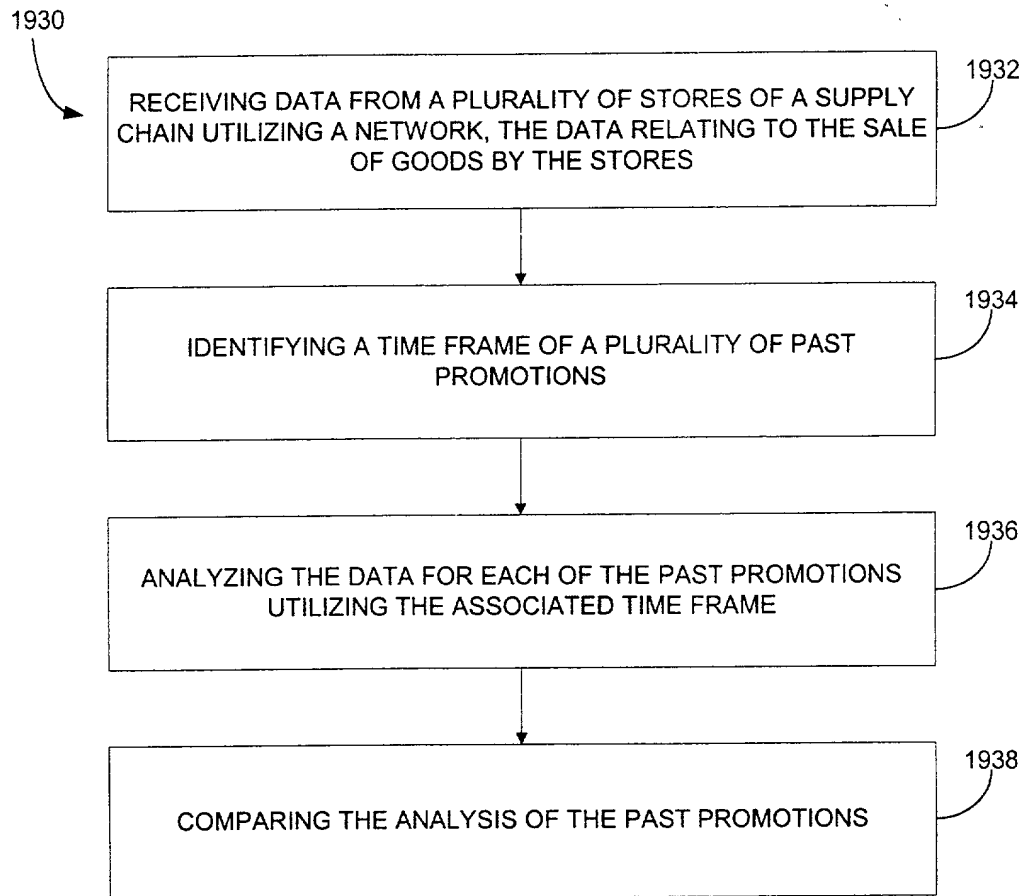 1930
1932
RECEIVING DATA FROM A PLURALITY OF STORES OF A SUPPLY
CHAIN UTILIZING A NETWORK, THE DATA RELATING TO THE SALE
OF GOODS BY THE STORES
1934
IDENTIFYING A TIME FRAME OF A PLURALITY OF PAST
PROMOTIONS
1936
ANALYZING THE DATA FOR EACH OF THE PAST PROMOTIONS
UTILIZING THE ASSOCIATED TIME FRAME
1938
COMPARING THE ANALYSIS OF THE PAST PROMOTIONS